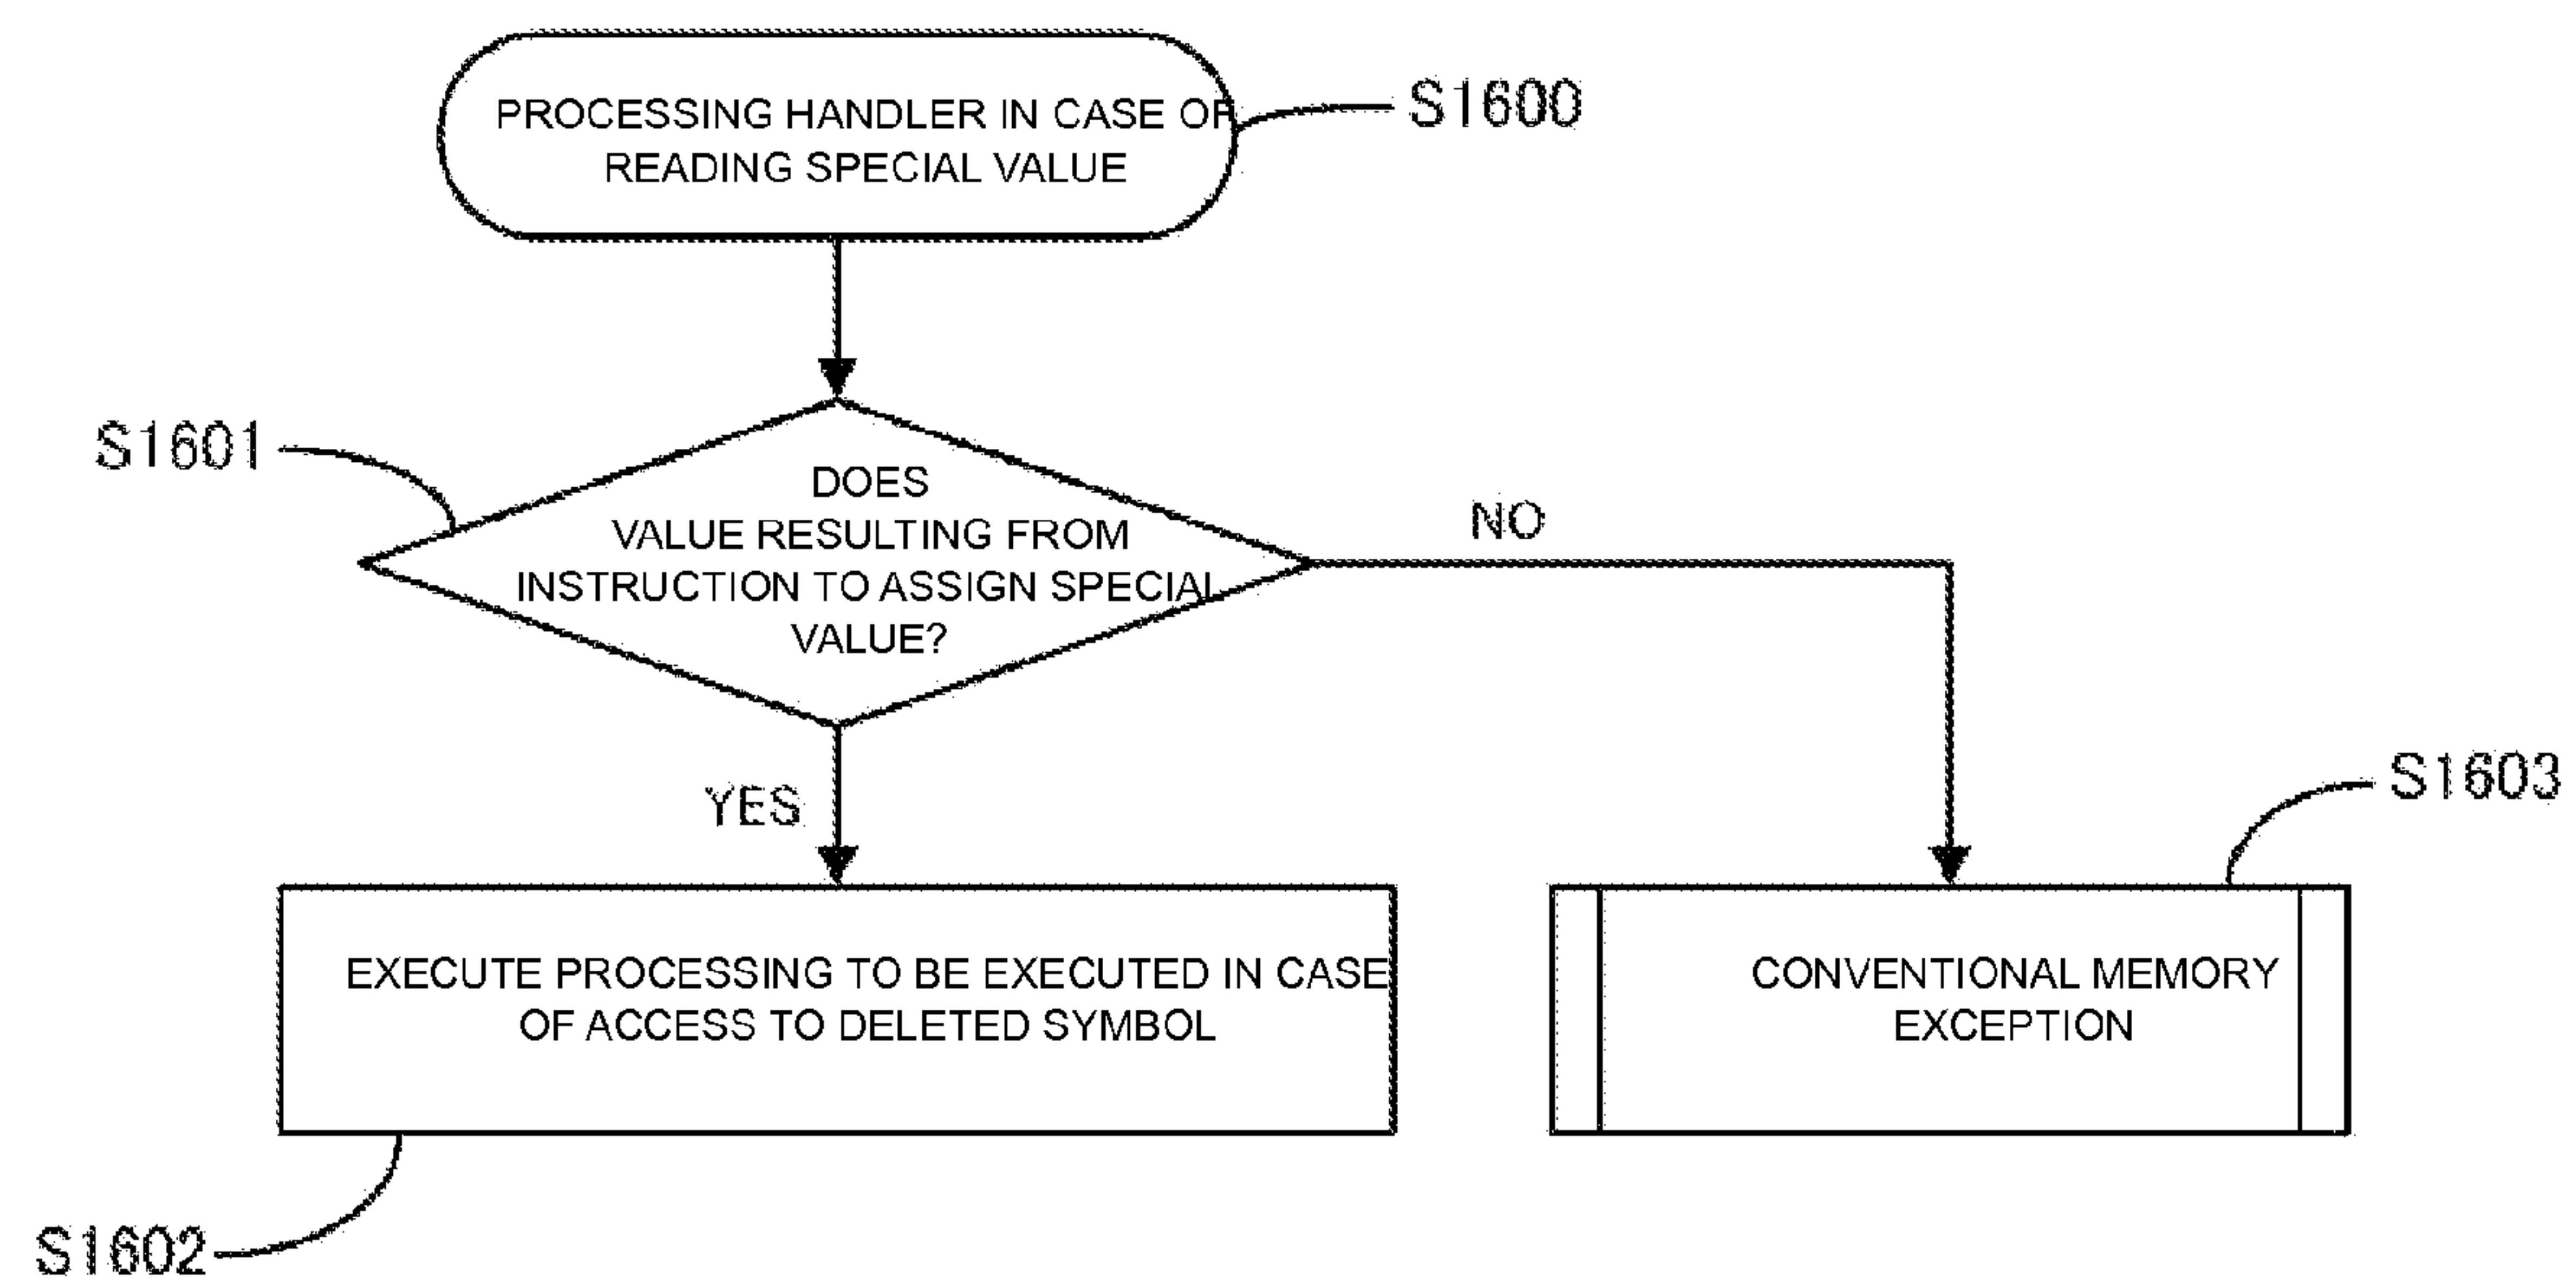 PROCESSING HANDLER IN CASE OF
READING SPECIAL VALUE
S1600
S1601
DOES
VALUE RESULTING FROM
INSTRUCTION TO ASSIGN SPECIAL
VALUE?
NO
YES
S1603
EXECUTE PROCESSING TO BE EXECUTED IN CASE
OF ACCESS TO DELETED SYMBOL
CONVENTIONAL MEMORY
EXCEPTION
S1602